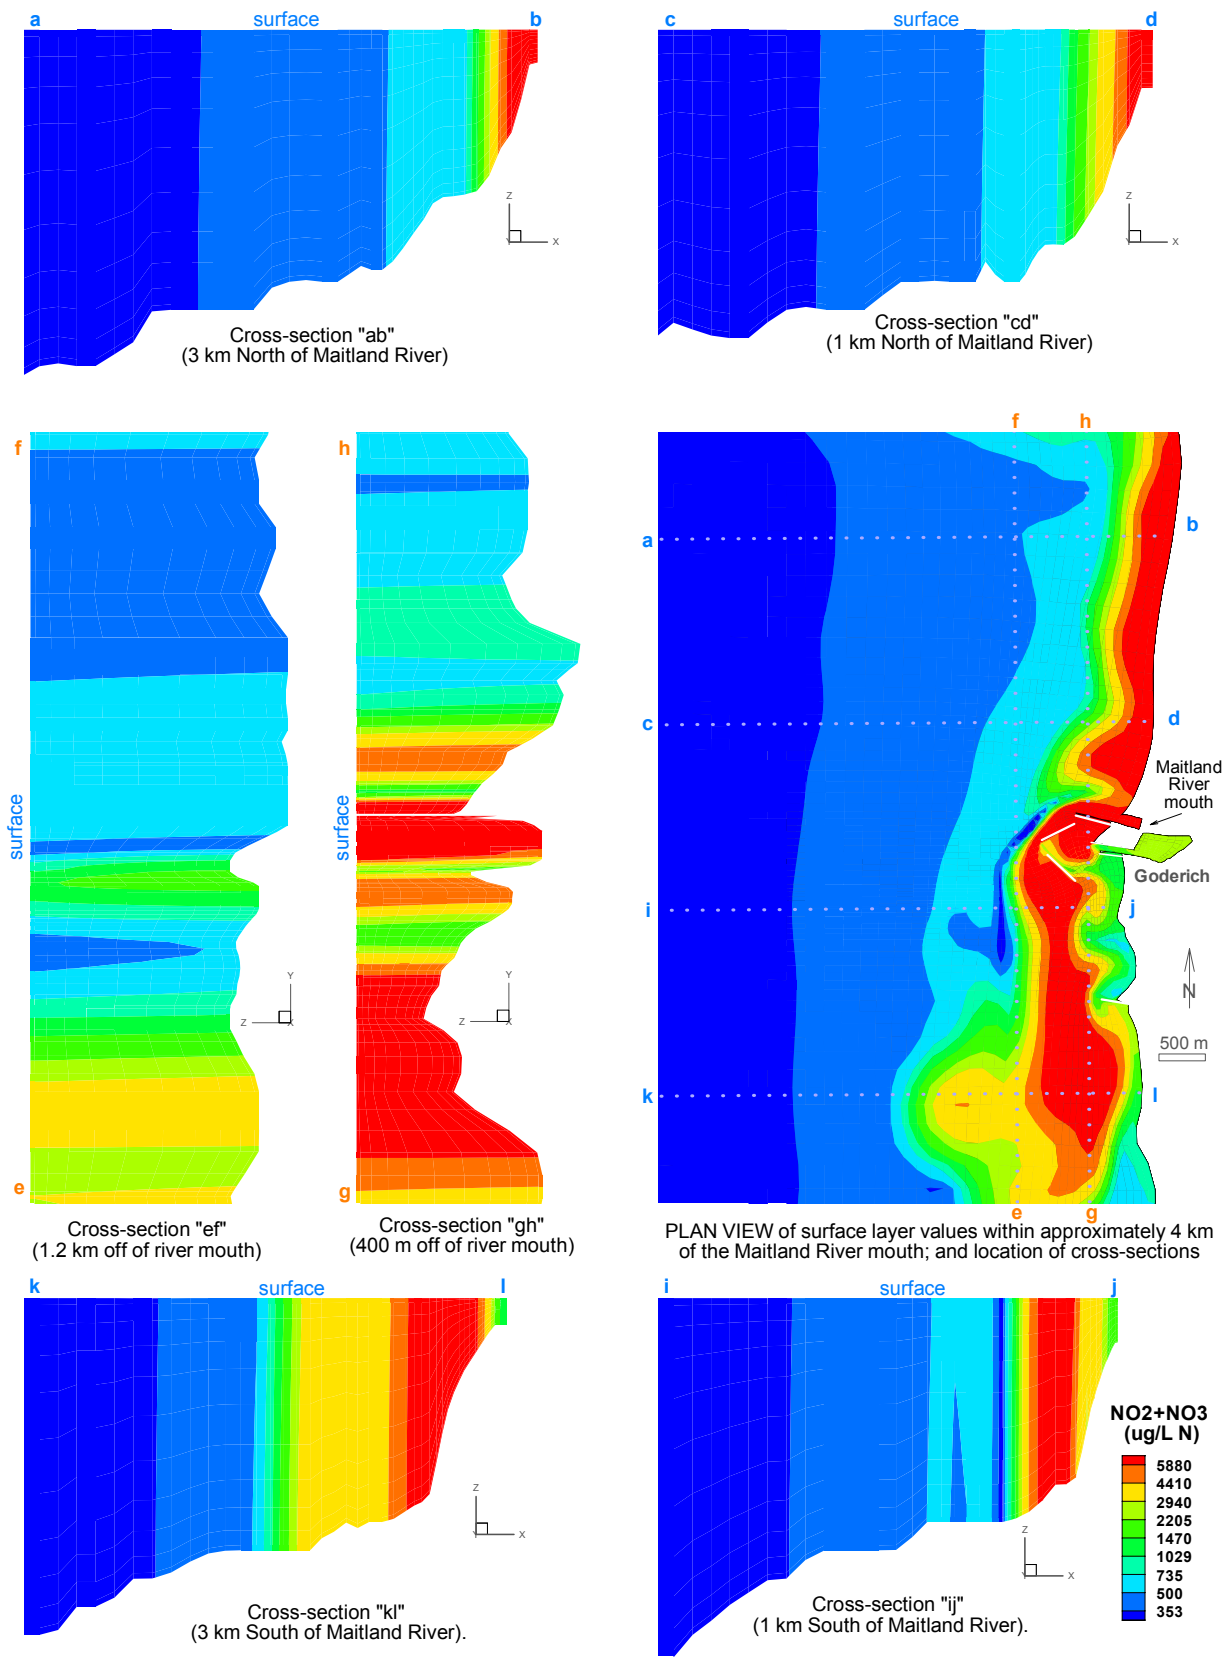 a
surface
b
Z
Y
X
Cross-section "ab"
(3 km North of Maitland River)
c
surface
d
Z
Y
X
Cross-section "cd"
(1 km North of Maitland River)
f
surface
e
Y
Z
X
Cross-section "ef"
(1.2 km off of river mouth)
h
surface
g
Y
Z
X
Cross-section "gh"
(400 m off of river mouth)
f
h
a
b
c
d
Maitland
River
mouth
Goderich
i
j
N
500 m
k
l
e
g
PLAN VIEW of surface layer values within approximately 4 km
of the Maitland River mouth; and location of cross-sections
k
surface
l
Z
Y
X
Cross-section "kl"
(3 km South of Maitland River).
i
surface
j
Z
Y
X
Cross-section "ij"
(1 km South of Maitland River).
NO2+NO3
(ug/L N)
5880
4410
2940
2205
1470
1029
735
500
353